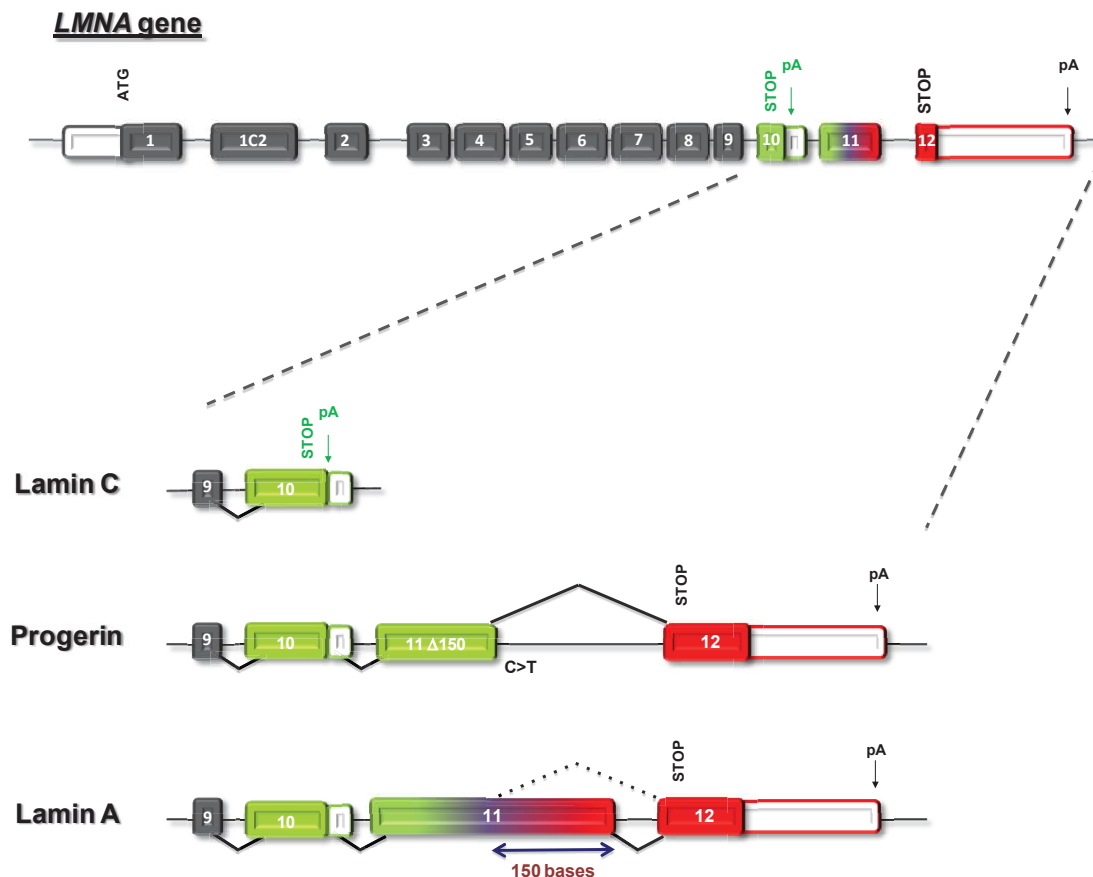 LMNA gene
ATG
STOP
pA
STOP
pA
1 1C2 2 3 4 5 6 7 8 9 10 11 12
STOP
pA
Lamin C
9 10
STOP
pA
Progerin
9 10 11 Δ150 12
C>T
STOP
pA
Lamin A
9 10 11 12
150 bases